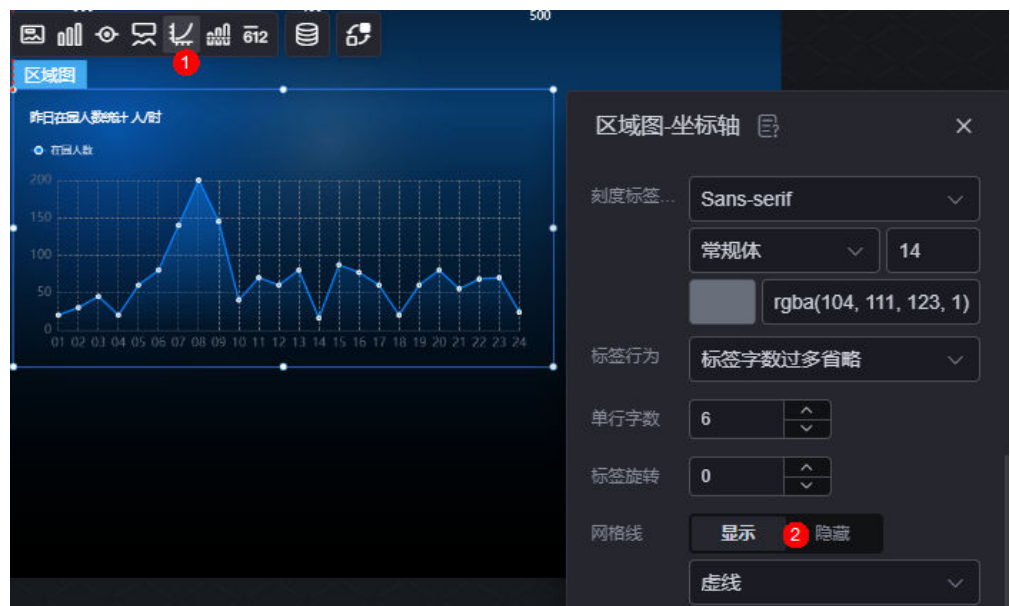 500
612
1
区域图
昨日在园人数统计 人/时
在园人数
200
150
100
50
0
01 02 03 04 05 06 07 08 09 10 11 12 13 14 15 16 17 18 19 20 21 22 23 24
区域图-坐标轴
刻度标签... Sans-serif
常规体 14
rgba(104, 111, 123, 1)
标签行为 标签字数过多省略
单行字数 6
标签旋转 0
网格线 显示 2 隐藏
虚线